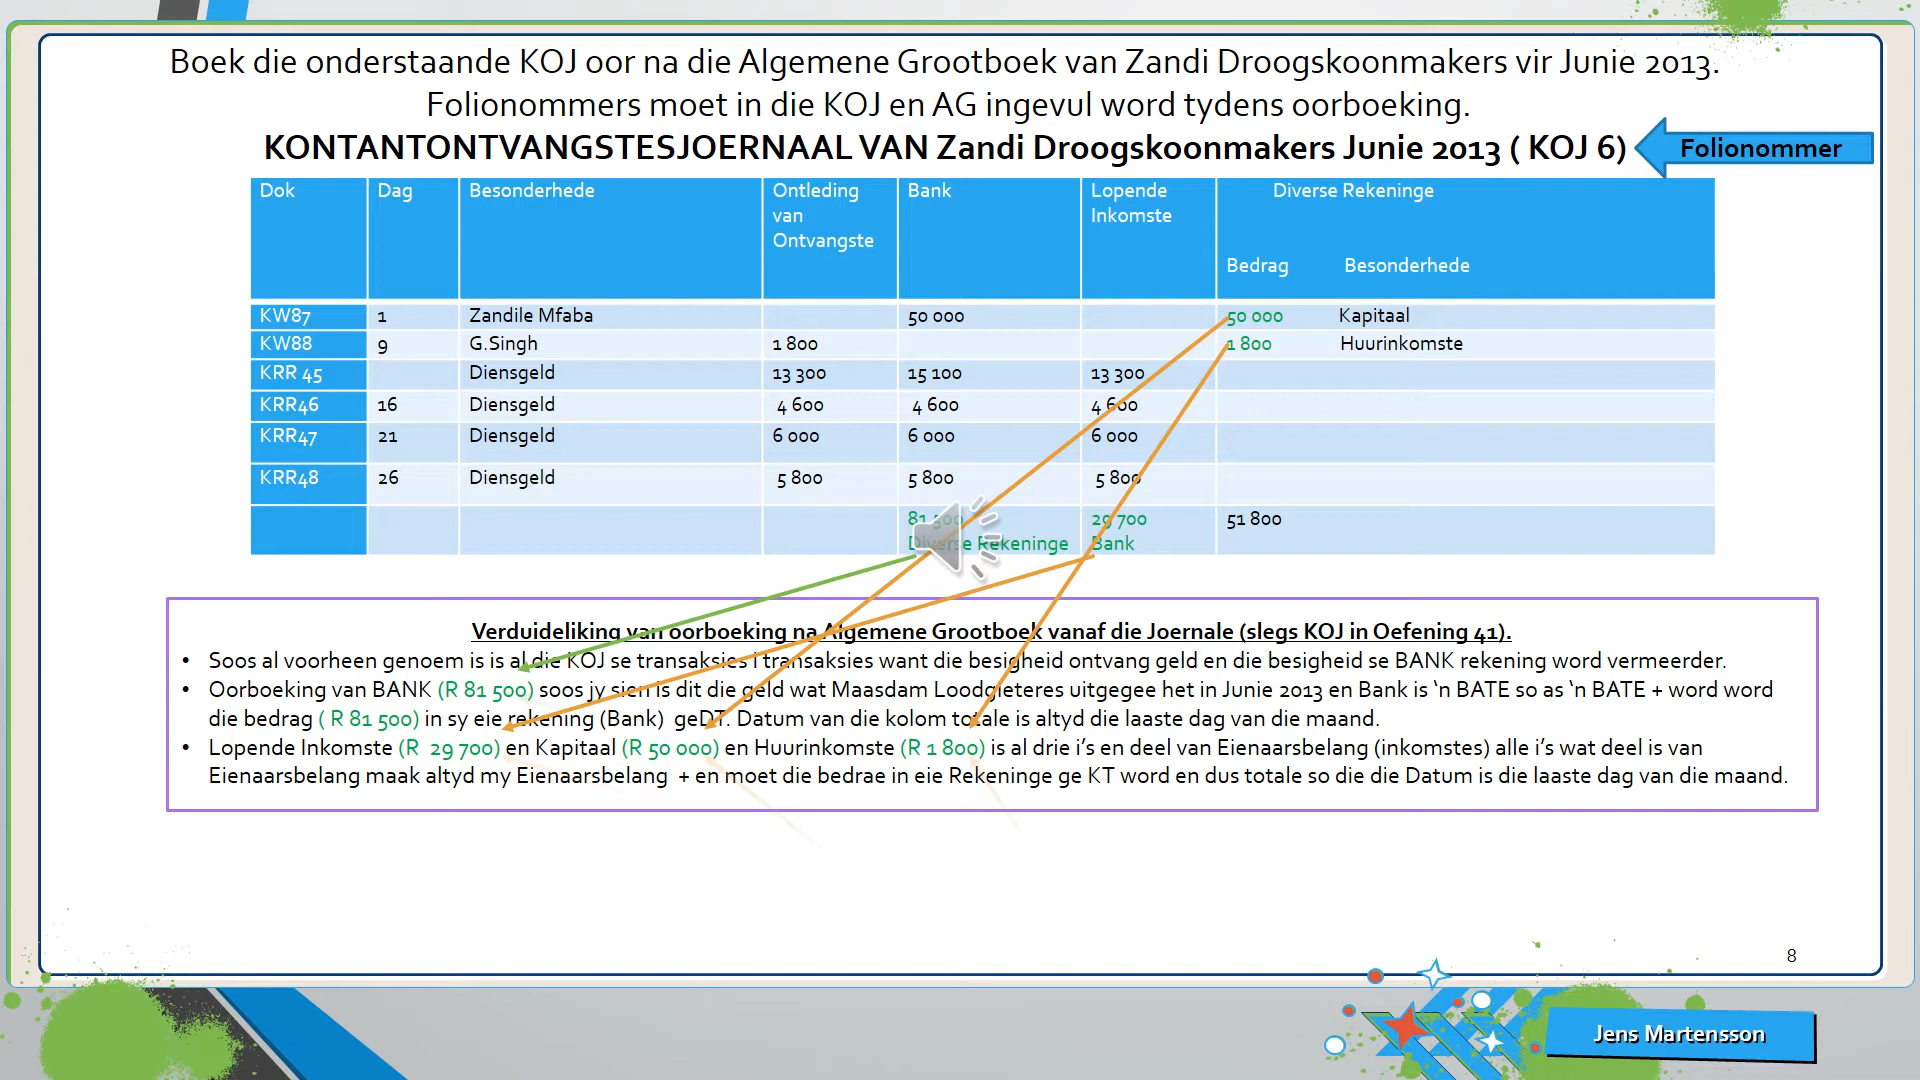 Boek die onderstaande KOJ oor na die Algemene Grootboek van Zandi Droogskoonmakers vir Junie 2013.
Folionommers moet in die KOJ en AG ingevul word tydens oorboeking.
KONTANTONTVANGSTESJOERNAAL VAN Zandi Droogskoonmakers Junie 2013 ( KOJ 6)
Folionommer
Dok Dag Besonderhede Ontleding van Ontvangste Bank Lopende Inkomste Diverse Rekeninge
Bedrag Besonderhede
KW87 1 Zandile Mfaba 50 000 50 000 Kapitaal
KW88 9 G.Singh 1 800 1 800 Huurinkomste
KRR 45 Diensgeld 13 300 15 100 13 300
KRR46 16 Diensgeld 4 600 4 600 4 600
KRR47 21 Diensgeld 6 000 6 000 6 000
KRR48 26 Diensgeld 5 800 5 800 5 800
81 500 29 700 51 800
Diverse Rekeninge Bank
Verduideliking van oorboeking na Algemene Grootboek vanaf die Joernale (slegs KOJ in Oefening 41).
• Soos al voorheen genoem is is al die KOJ se transaksies i transaksies want die besigheid ontvang geld en die besigheid se BANK rekening word vermeerder.
• Oorboeking van BANK (R 81 500) soos jy sien is dit die geld wat Maasdam Loodgieteres uitgegee het in Junie 2013 en Bank is ‘n BATE so as ‘n BATE + word word
die bedrag ( R 81 500) in sy eie rekening (Bank) geDT. Datum van die kolom totale is altyd die laaste dag van die maand.
• Lopende Inkomste (R 29 700) en Kapitaal (R 50 000) en Huurinkomste (R 1 800) is al drie i’s en deel van Eienaarsbelang (inkomstes) alle i’s wat deel is van
Eienaarsbelang maak altyd my Eienaarsbelang + en moet die bedrae in eie Rekeninge ge KT word en dus totale so die die Datum is die laaste dag van die maand.
8
Jens Martensson